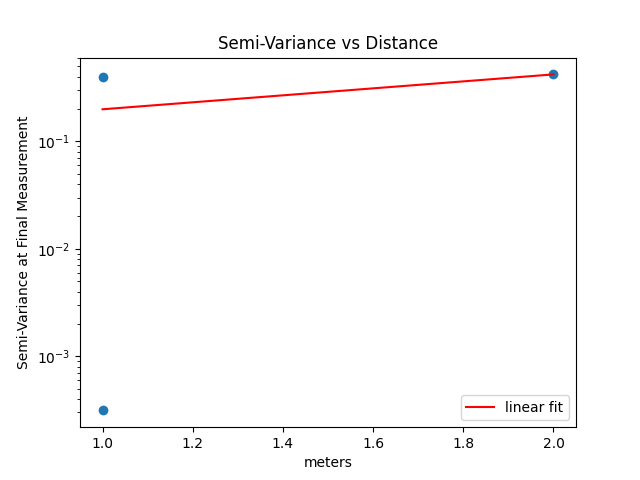 Semi-Variance vs Distance
Semi-Variance at Final Measurement
10⁻¹
10⁻²
10⁻³
linear fit
1.0 1.2 1.4 1.6 1.8 2.0
meters